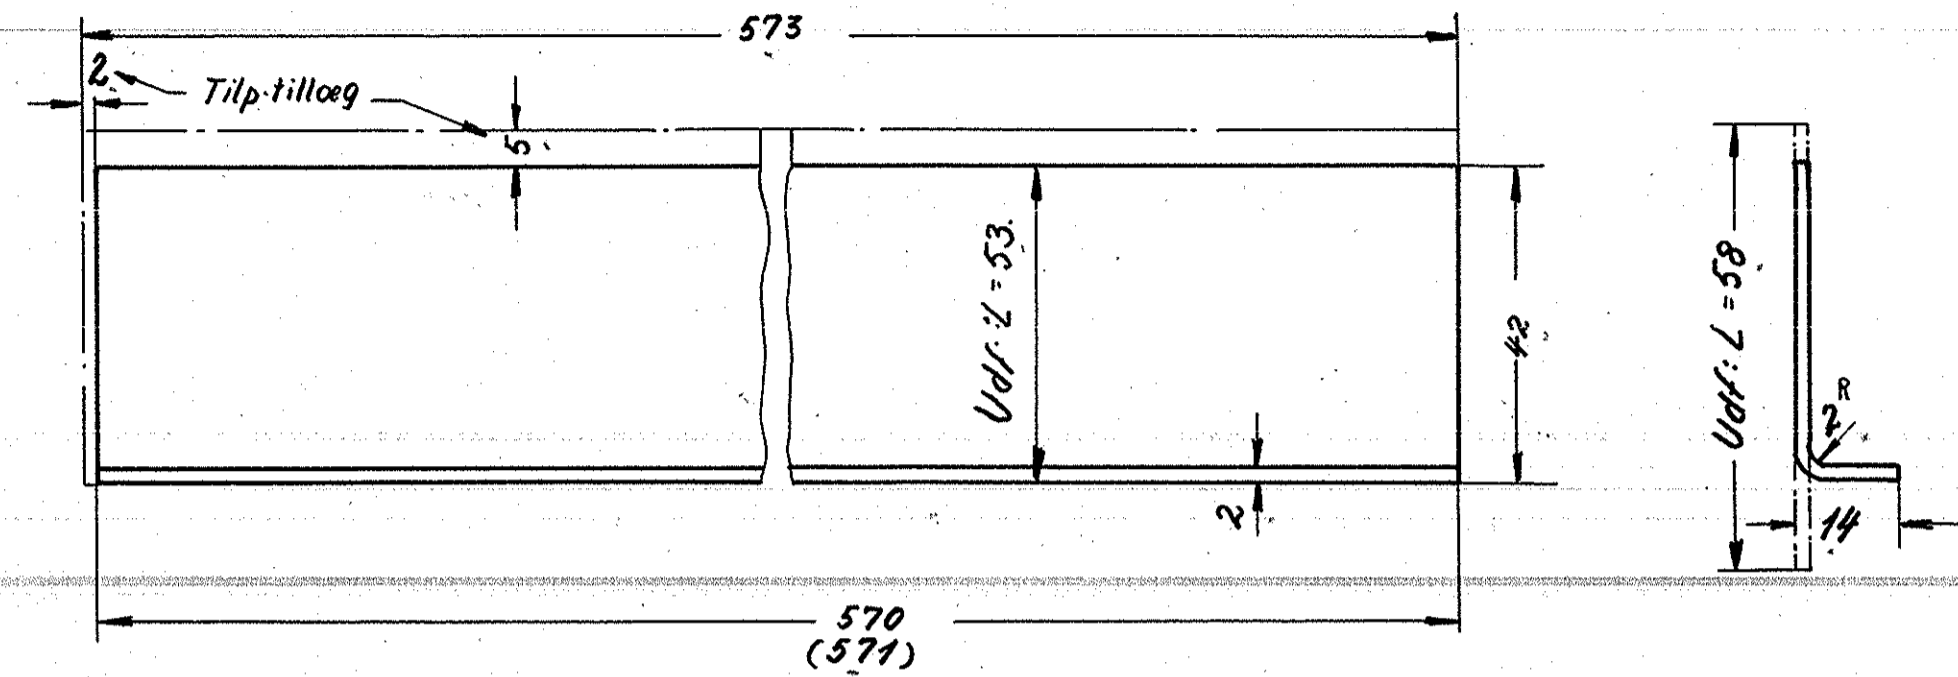 573
2
Tilp. tillæg
5
Udf. L = 53.
42
2
Udf: L = 58
R
2
14
570
(571)